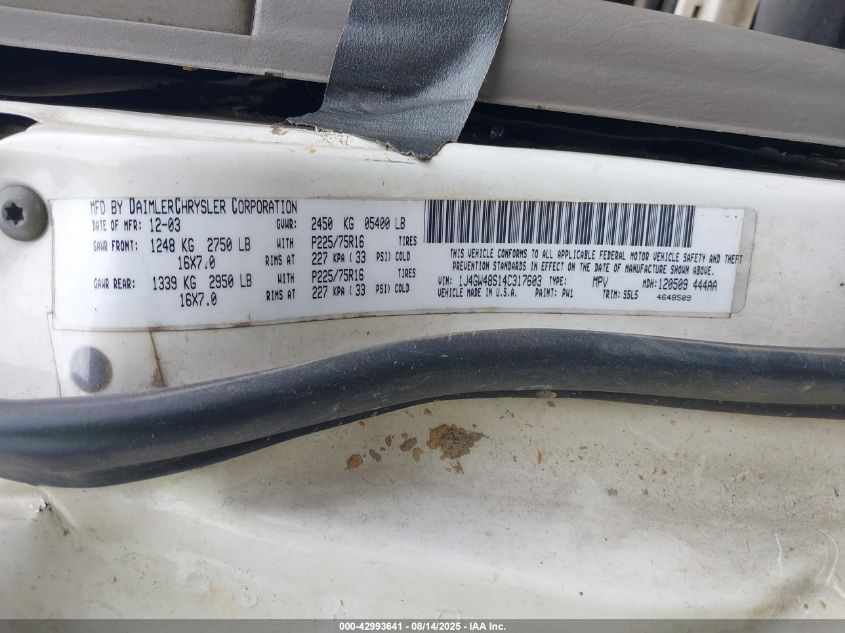 MFD BY DAIMLERCHRYSLER CORPORATION
DATE OF MFR: 12-03 GVWR: 2450 KG 05400 LB
GAWR FRONT: 1248 KG 2750 LB WITH P225/75R16 TIRES
16X7.0 RIMS AT 227 KPA ( 33 PSI) COLD
GAWR REAR: 1339 KG 2950 LB WITH P225/75R16 TIRES
16X7.0 RIMS AT 227 KPA ( 33 PSI) COLD
THIS VEHICLE CONFORMS TO ALL APPLICABLE FEDERAL MOTOR VEHICLE SAFETY AND THEFT
PREVENTION STANDARDS IN EFFECT ON THE DATE OF MANUFACTURE SHOWN ABOVE.
VIN: 1J4GW48S14C317603 TYPE: MPV MDH: 120509 444AA
VEHICLE MADE IN U.S.A. PAINT: PW1 TRIM: S5L5 4648509
000-42993641 - 08/14/2025 - IAA Inc.